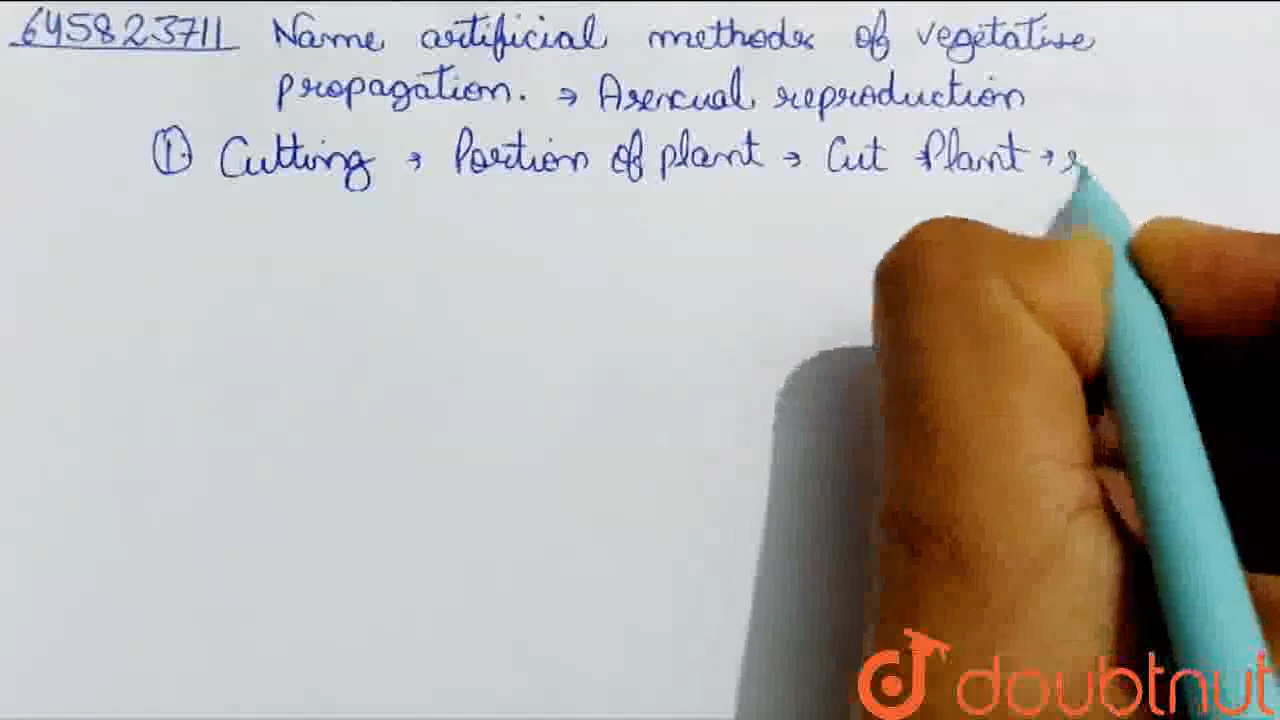 645823711 Name artificial methods of vegetative
propagation. → Asexual reproduction
① Cutting → Portion of plant → Cut Plant →
doubtnut